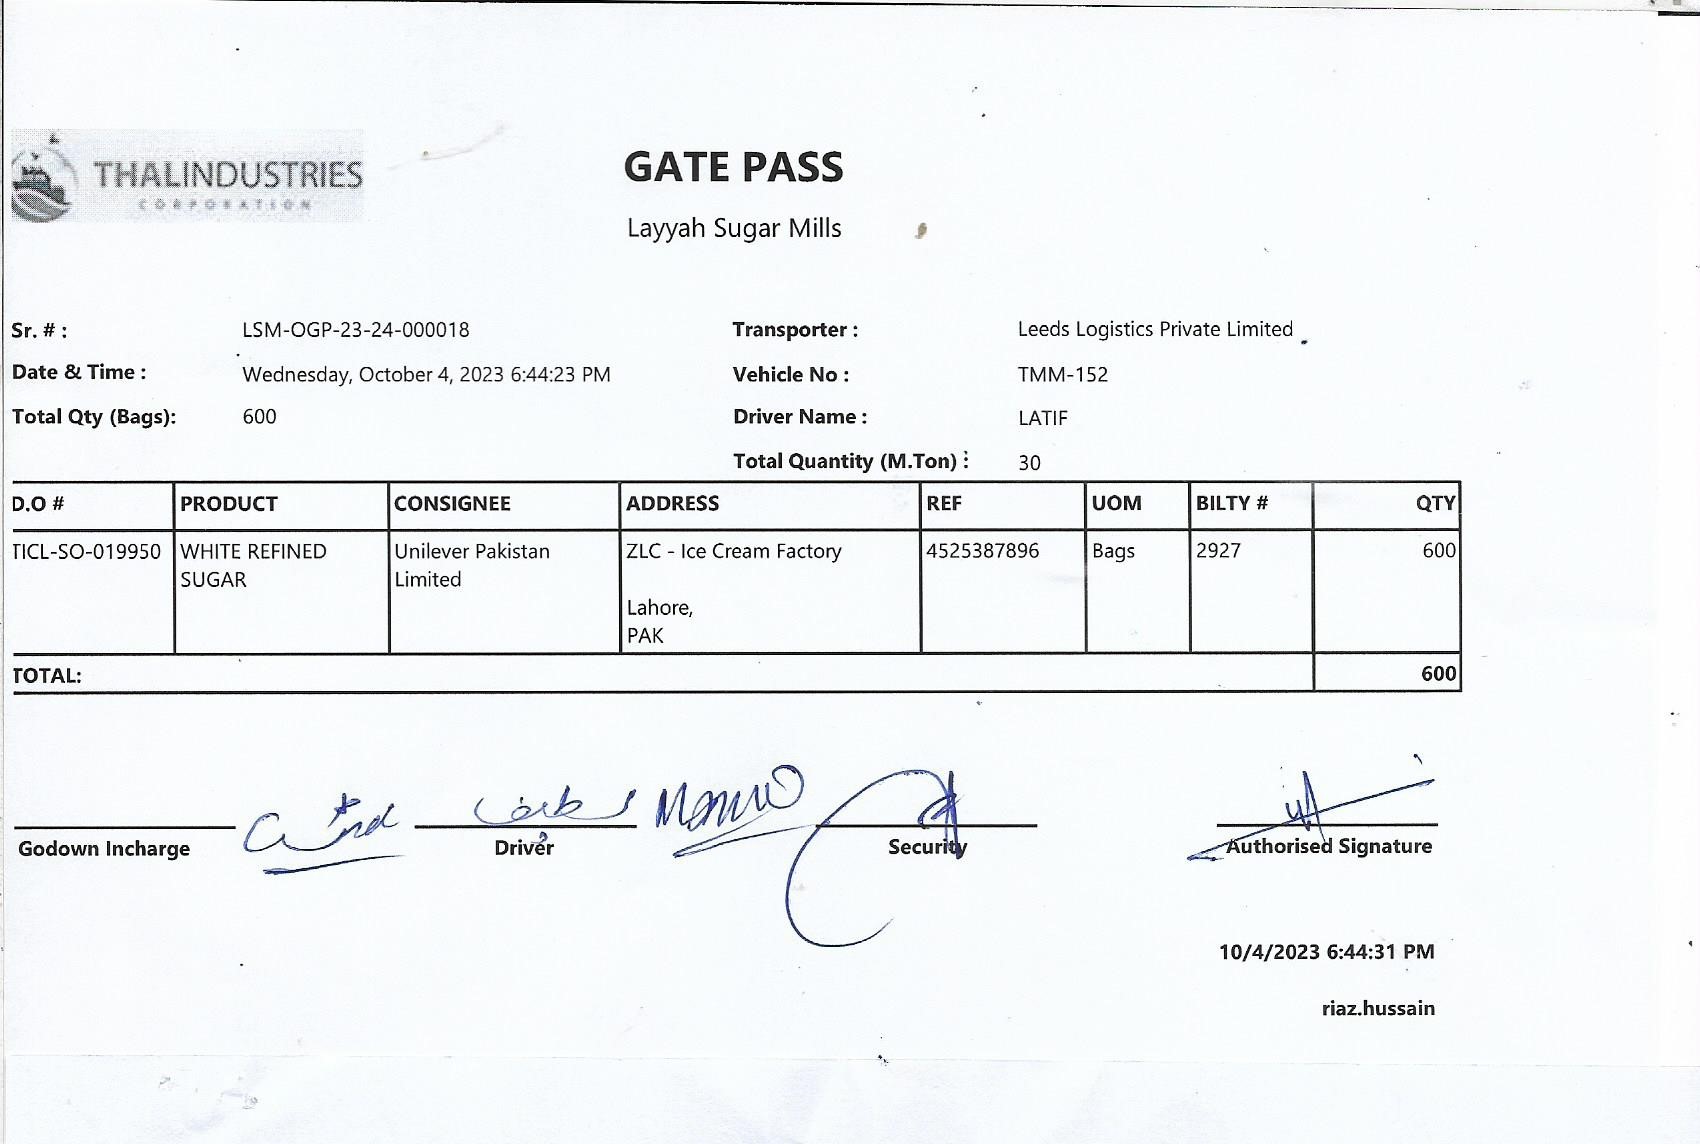 THALINDUSTRIES
CORPORATION
GATE PASS
Layyah Sugar Mills
Sr. # : LSM-OGP-23-24-000018 Transporter : Leeds Logistics Private Limited
Date & Time : Wednesday, October 4, 2023 6:44:23 PM Vehicle No : TMM-152
Total Qty (Bags): 600 Driver Name : LATIF
Total Quantity (M.Ton) : 30
D.O # PRODUCT CONSIGNEE ADDRESS REF UOM BILTY # QTY
TICL-SO-019950 WHITE REFINED Unilever Pakistan ZLC - Ice Cream Factory 4525387896 Bags 2927 600
SUGAR Limited
Lahore,
PAK
TOTAL: 600
Godown Incharge Driver Security Authorised Signature
10/4/2023 6:44:31 PM
riaz.hussain